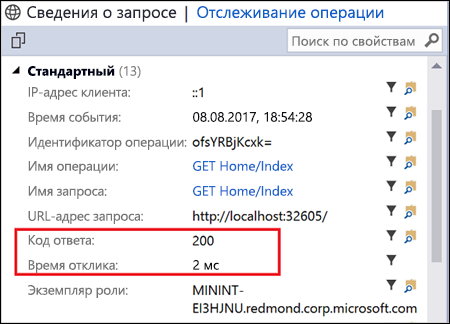 Сведения о запросе | Отслеживание операции
Поиск по свойствам
Стандартный (13)
IP-адрес клиента: ::1
Время события: 08.08.2017, 18:54:28
Идентификатор операции: ofsYRBjKcxk=
Имя операции: GET Home/Index
Имя запроса: GET Home/Index
URL-адрес запроса: http://localhost:32605/
Код ответа: 200
Время отклика: 2 мс
Экземпляр роли: MININT-
EI3HJNU.redmond.corp.microsoft.com